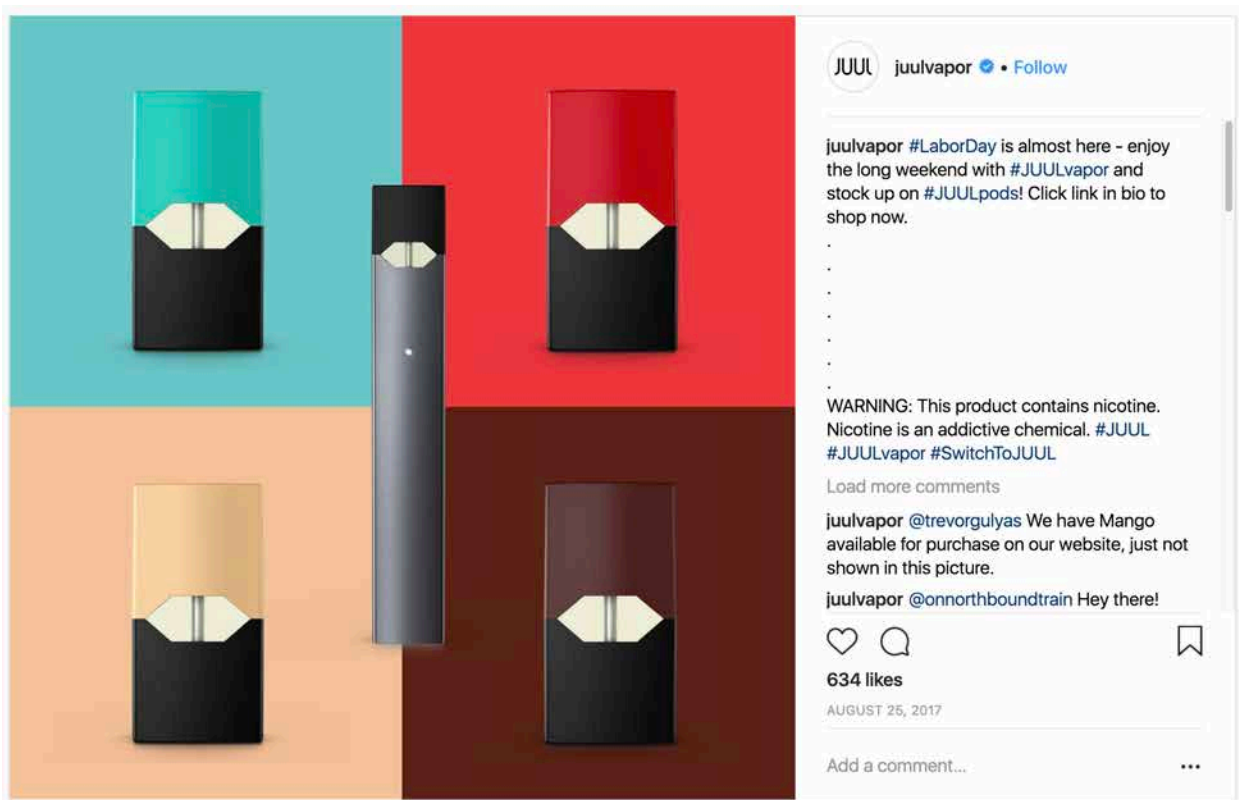 JUUL juulvapor • Follow
juulvapor #LaborDay is almost here - enjoy
the long weekend with #JUULvapor and
stock up on #JUULpods! Click link in bio to
shop now.
.
.
.
.
.
.
.
WARNING: This product contains nicotine.
Nicotine is an addictive chemical. #JUUL
#JUULvapor #SwitchToJUUL
Load more comments
juulvapor @trevorgulyas We have Mango
available for purchase on our website, just not
shown in this picture.
juulvapor @onnorthboundtrain Hey there!
634 likes
AUGUST 25, 2017
Add a comment...